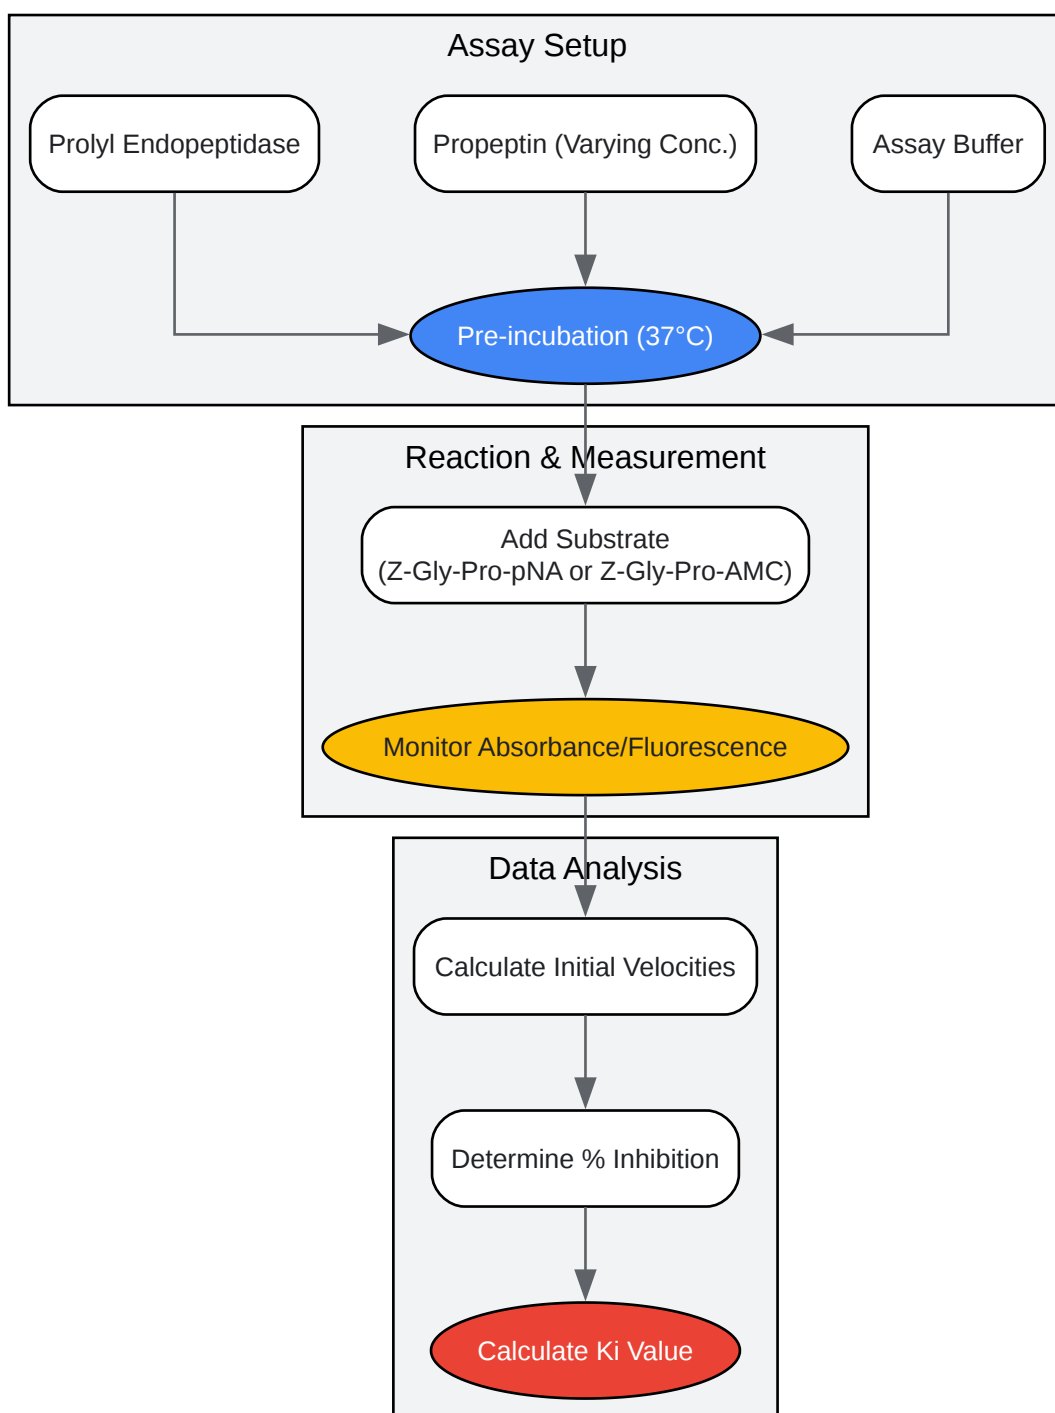 Assay Setup
Prolyl Endopeptidase
Propeptin (Varying Conc.)
Assay Buffer
Pre-incubation (37°C)
Reaction & Measurement
Add Substrate
(Z-Gly-Pro-pNA or Z-Gly-Pro-AMC)
Monitor Absorbance/Fluorescence
Data Analysis
Calculate Initial Velocities
Determine % Inhibition
Calculate Ki Value